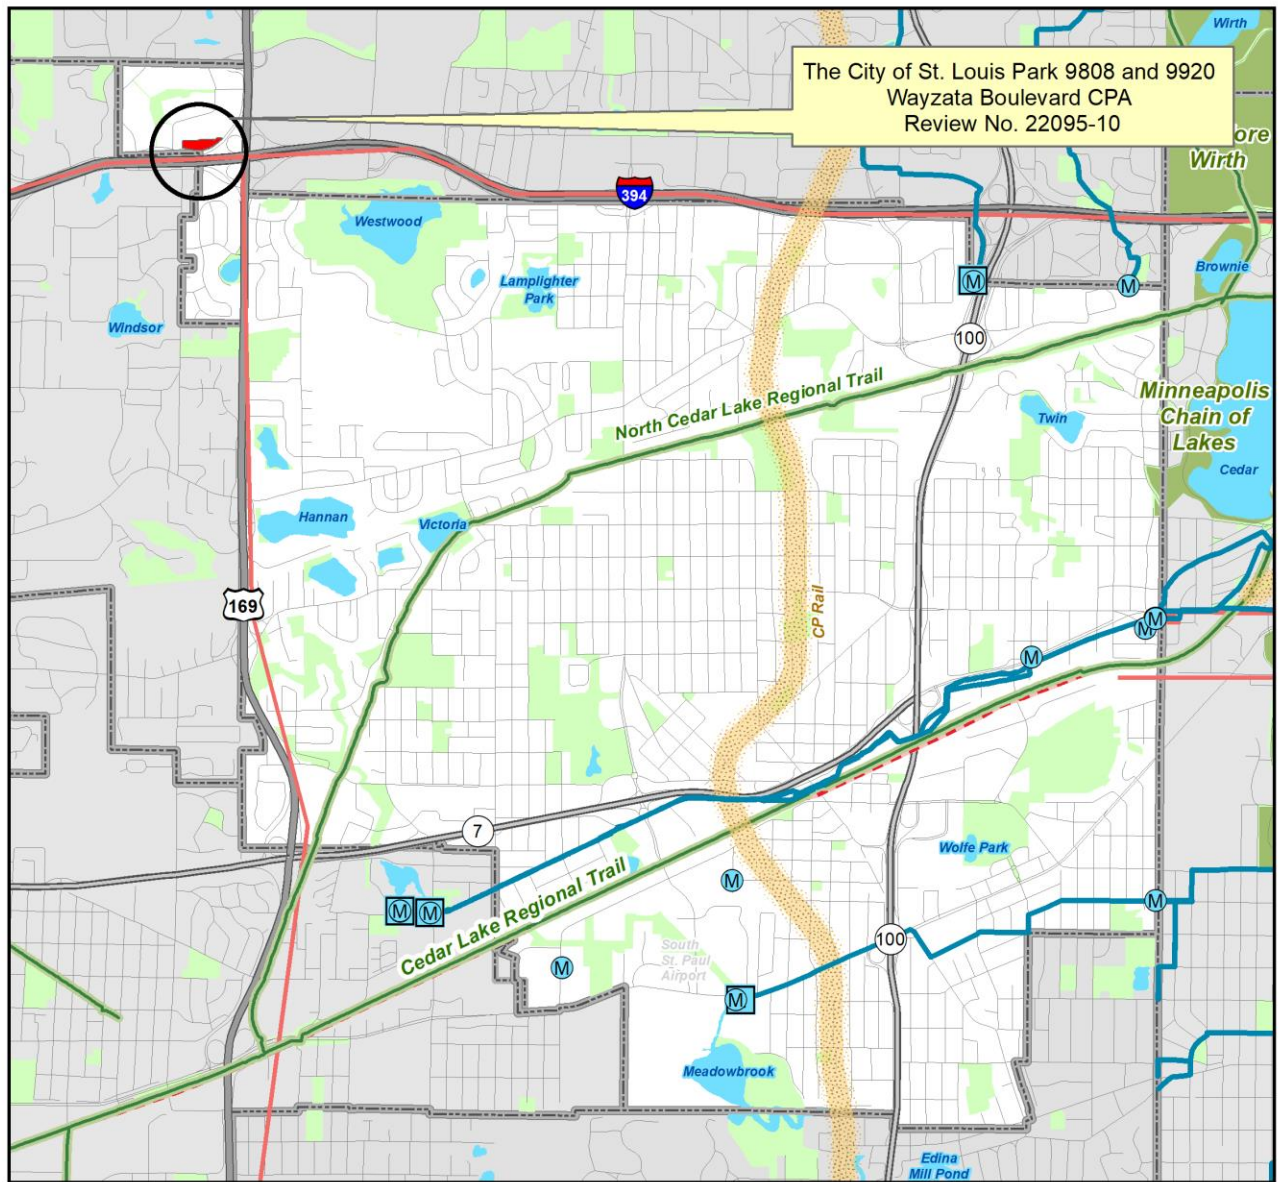 Wirth
The City of St. Louis Park 9808 and 9920
Wayzata Boulevard CPA
Review No. 22095-10
ore
Wirth
394
Westwood
Brownie
Lamplighter
Park
M
M
Windsor
100
North Cedar Lake Regional Trail
Minneapolis
Chain of
Lakes
Twin
Cedar
Hannan
Victoria
169
CP Rail
M
M
M
7
Wolfe Park
Cedar Lake Regional Trail
M
M
M
M
100
South
St. Paul
Airport
M
M
Meadowbrook
Edina
Mill Pond